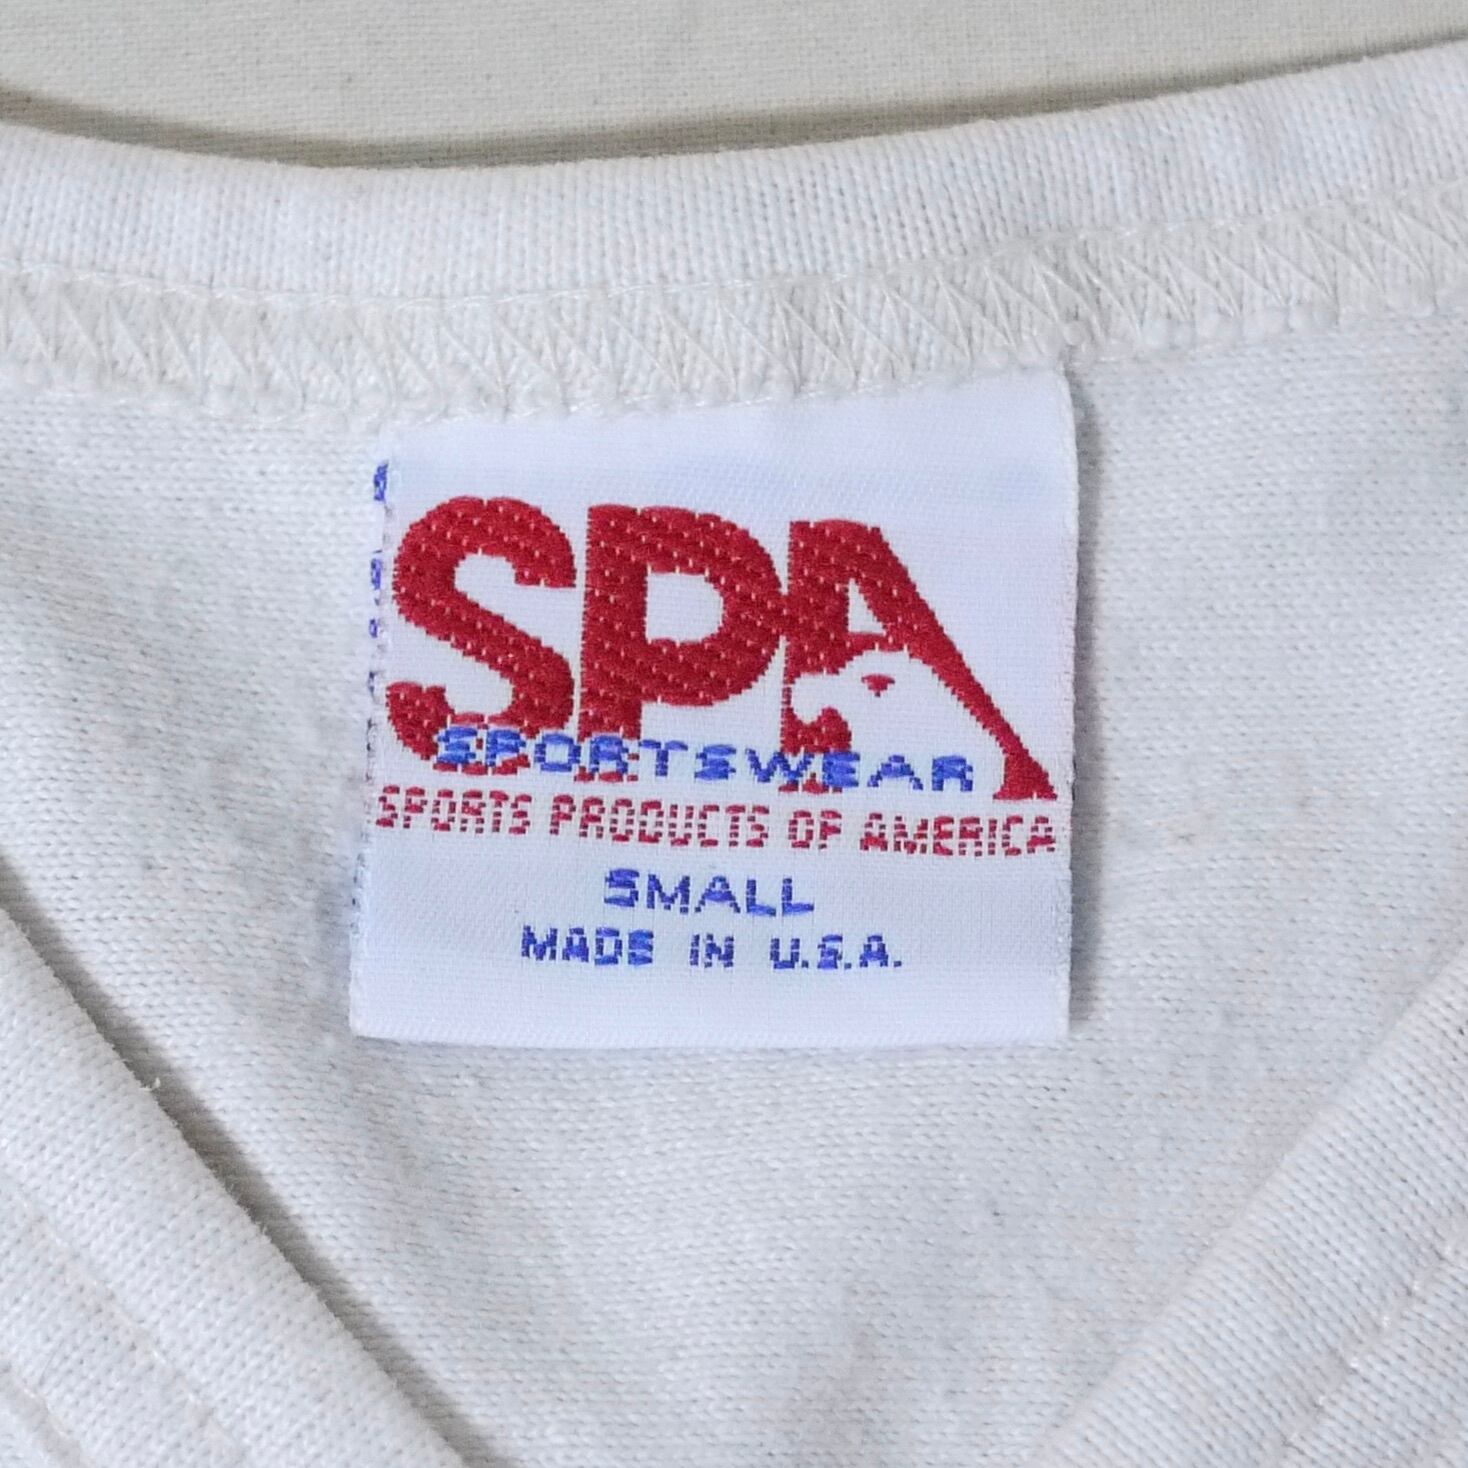 SPA
SPORTSWEAR
SPORTS PRODUCTS OF AMERICA
SMALL
MADE IN U.S.A.